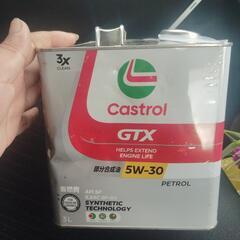 3X
CLEAN
Castrol
GTX
HELPS EXTEND
ENGINE LIFE
部分合成油
5W-30
PETROL
API SP
SYNTHETIC
TECHNOLOGY
3L